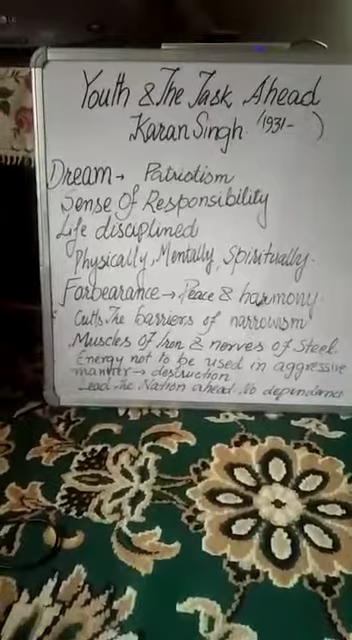 Youth & The Task Ahead
Karan Singh (1931- )
Dream → Patriotism
Sense Of Responsibility
Life disciplined
Physically, Mentally, Spiritually.
Forbearance → Peace & harmony.
Cutts The barriers of narrowism
Muscles of Iron & nerves of Steel.
Energy not to be used in aggressive
manner → destruction
Lead The Nation ahead. No dependance